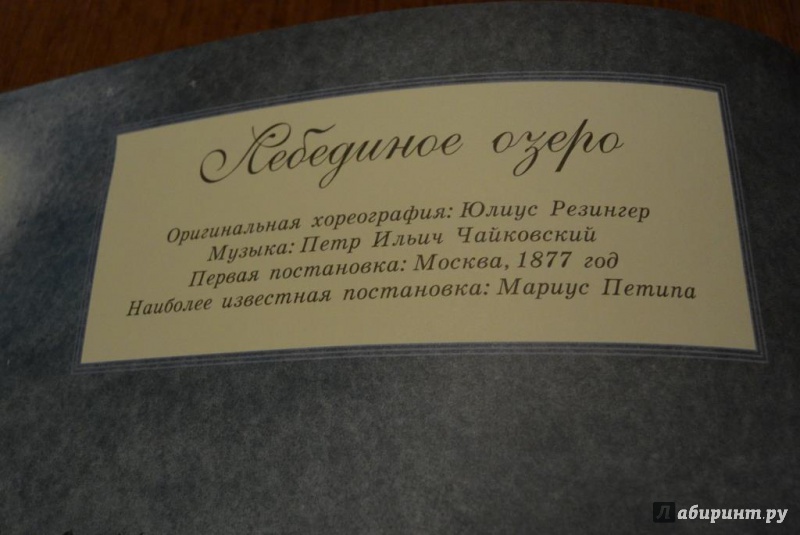 Лебединое озеро
Оригинальная хореография: Юлиус Резингер
Музыка: Петр Ильич Чайковский
Первая постановка: Москва, 1877 год
Наиболее известная постановка: Мариус Петипа
Лабиринт.ру